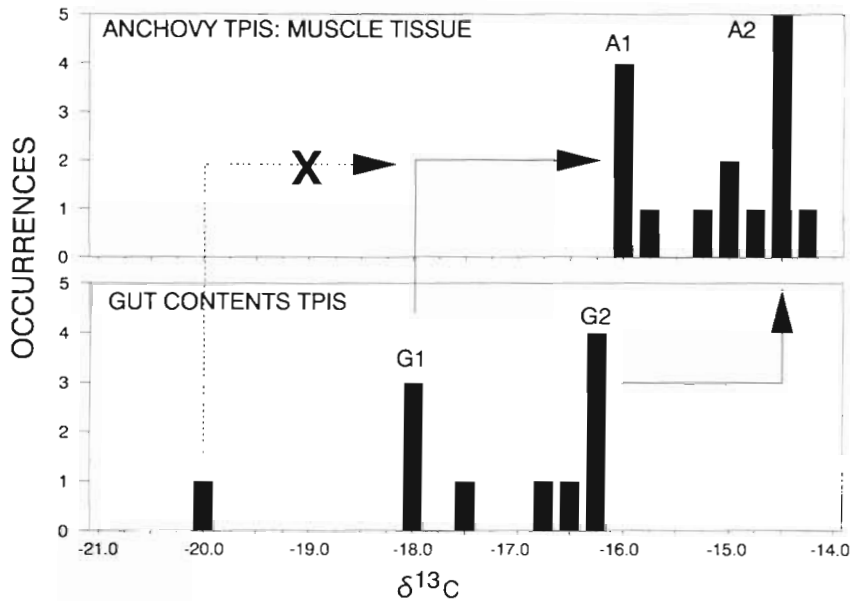 ANCHOVY TPIS: MUSCLE TISSUE
A1
A2
X
5
4
3
2
1
0
OCCURRENCES
GUT CONTENTS TPIS
G1
G2
5
4
3
2
1
0
-21.0 -20.0 -19.0 -18.0 -17.0 -16.0 -15.0 -14.0
δ13C